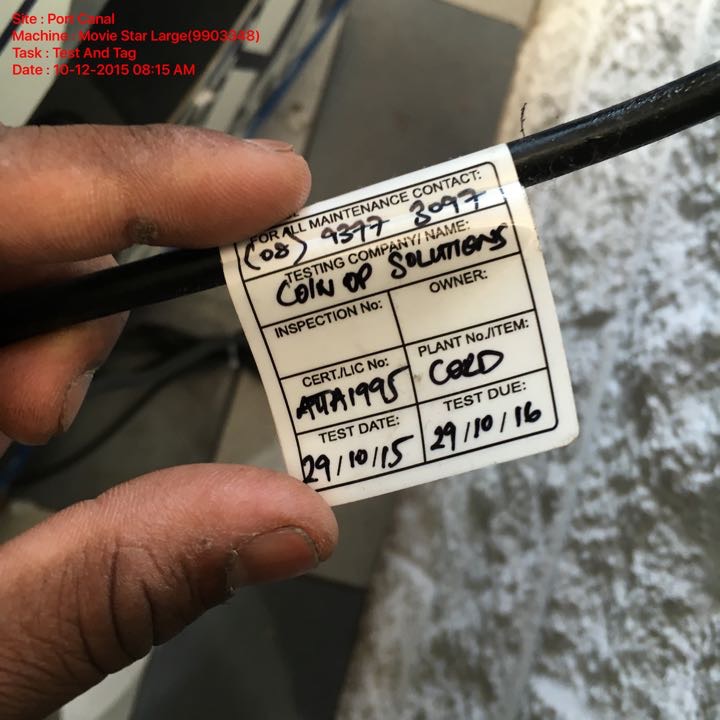 Site : Port Canal
Machine : Movie Star Large(9903348)
Task : Test And Tag
Date : 10-12-2015 08:15 AM
FOR ALL MAINTENANCE CONTACT:
(08) 9377 3097
TESTING COMPANY/NAME:
COIN OP SOLUTIONS
INSPECTION No: OWNER:
CERT./LIC No: PLANT No./ITEM:
AHA1995 CORD
TEST DATE: TEST DUE:
29/10/15 29/10/16